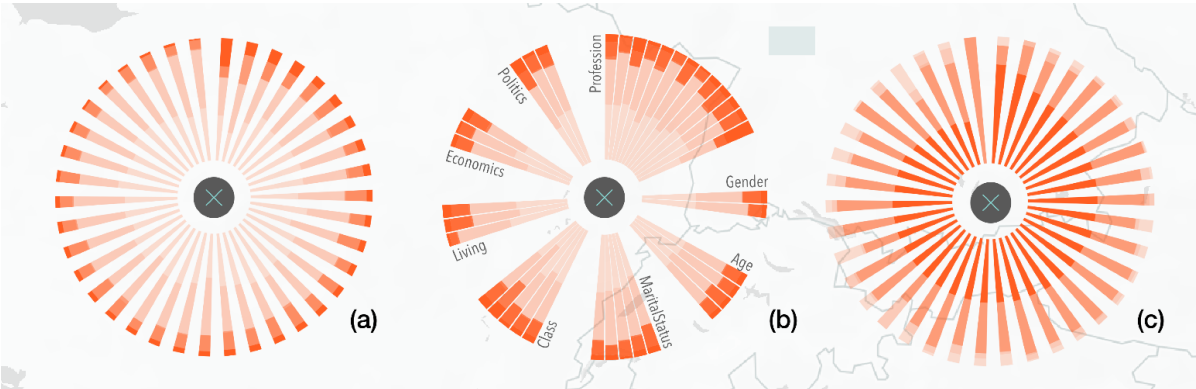 Profession
Politics
Economics
Gender
Living
Age
MaritalStatus
Class
(a)
(b)
(c)